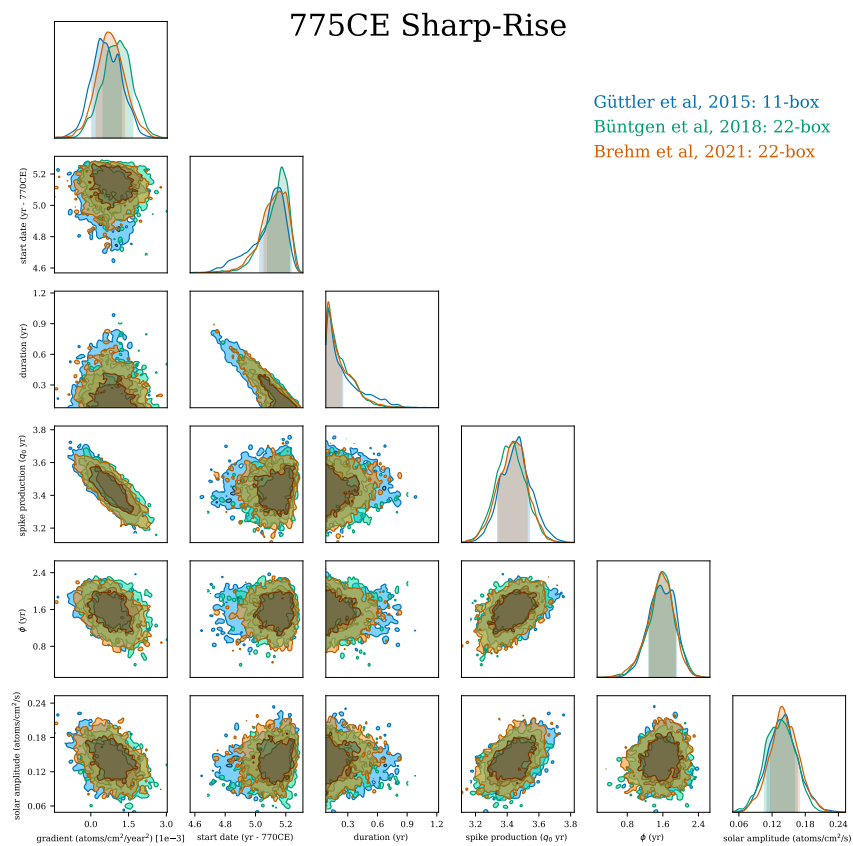 775CE Sharp-Rise
Güttler et al, 2015: 11-box
Büntgen et al, 2018: 22-box
Brehm et al, 2021: 22-box
start date (yr - 770CE)
5.2
5.0
4.8
4.6
duration (yr)
1.2
0.9
0.6
0.3
spike production (q₀ yr)
3.8
3.6
3.4
3.2
ϕ (yr)
2.4
1.6
0.8
solar amplitude (atoms/cm²/s)
0.24
0.18
0.12
0.06
0.0 1.5 3.0
4.6 4.8 5.0 5.2
0.3 0.6 0.9 1.2
3.2 3.4 3.6 3.8
0.8 1.6 2.4
0.06 0.12 0.18 0.24
gradient (atoms/cm²/year²) [1e−3]
start date (yr - 770CE)
duration (yr)
spike production (q₀ yr)
ϕ (yr)
solar amplitude (atoms/cm²/s)